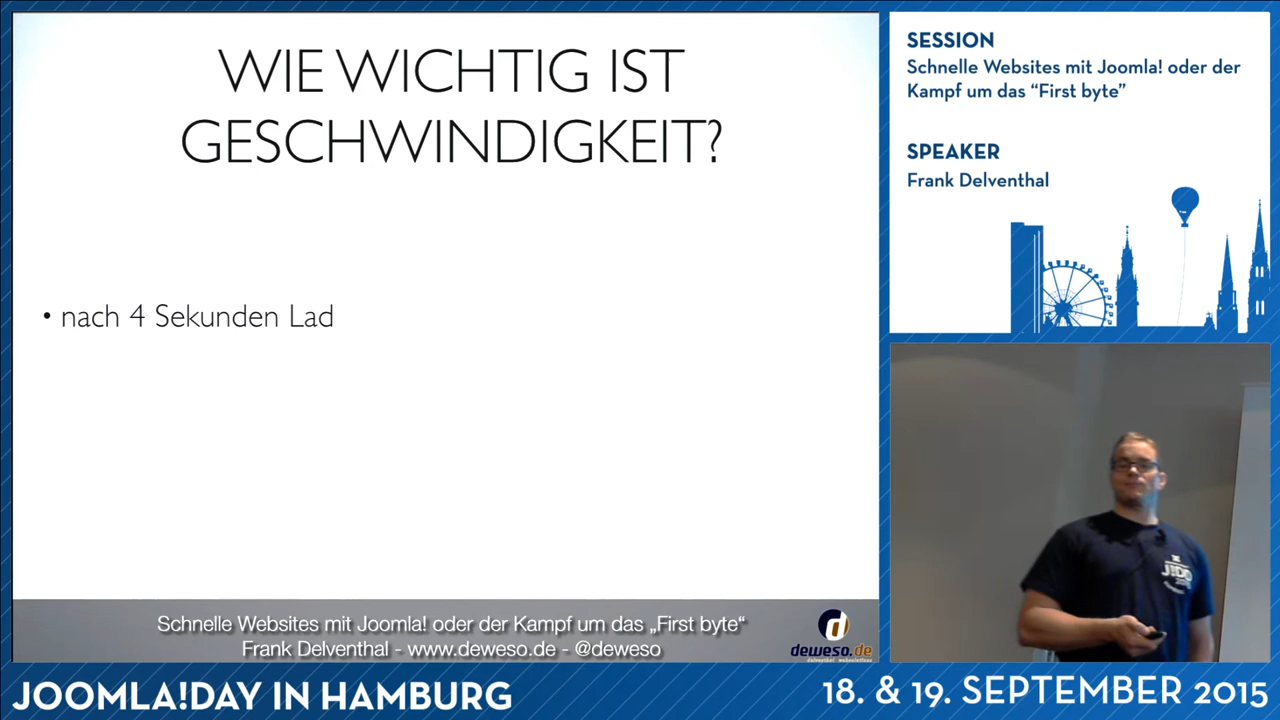 WIE WICHTIG IST
GESCHWINDIGKEIT?
• nach 4 Sekunden Lad
Schnelle Websites mit Joomla! oder der Kampf um das „First byte“
Frank Delventhal - www.deweso.de - @deweso
deweso.de
delventhal websolutions
SESSION
Schnelle Websites mit Joomla! oder der
Kampf um das “First byte”
SPEAKER
Frank Delventhal
JOOMLA!DAY IN HAMBURG
18. & 19. SEPTEMBER 2015